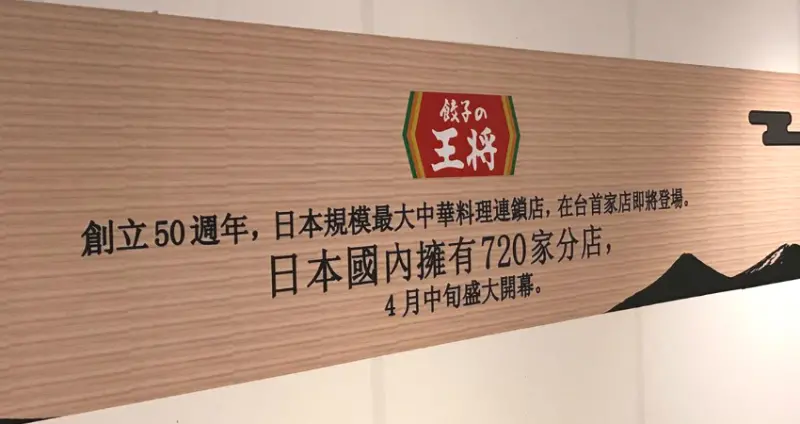 餃子の
王将
創立50週年，日本規模最大中華料理連鎖店，在台首家店即將登場。
日本國內擁有720家分店，
4月中旬盛大開幕。